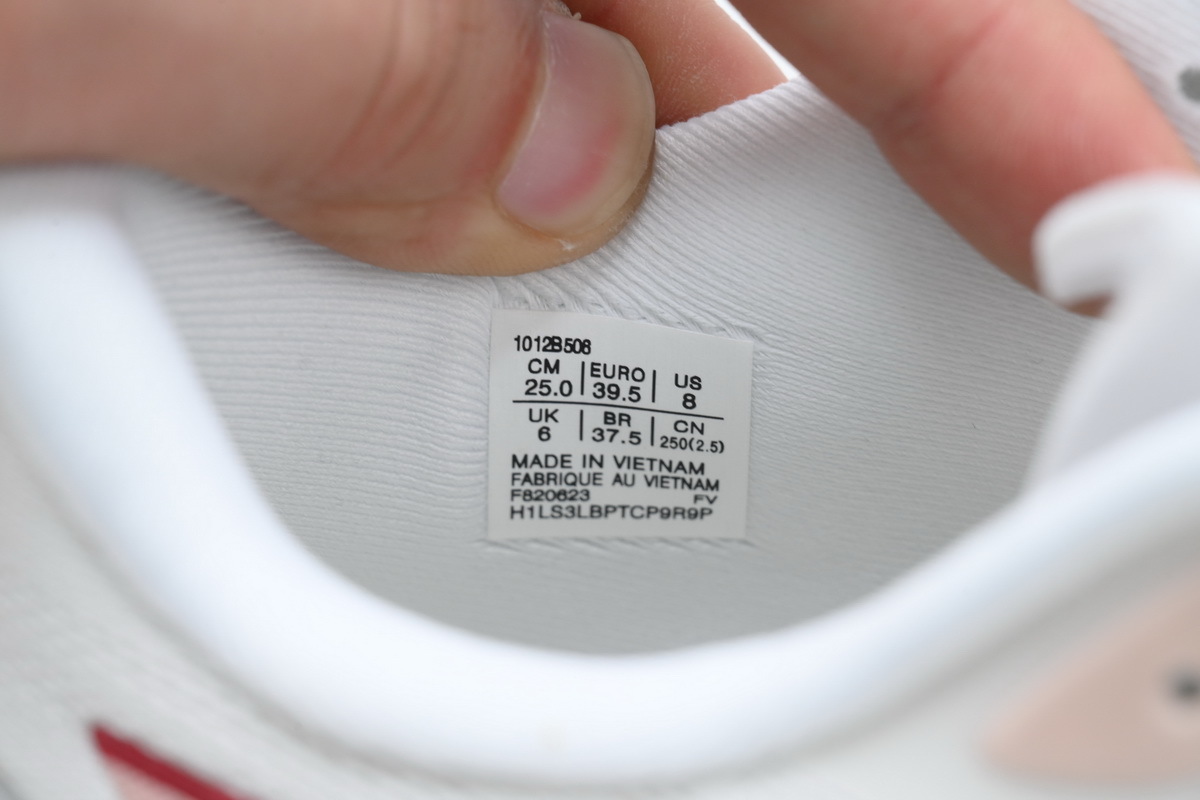 1012B506
CM | EURO | US
25.0 | 39.5 | 8
UK | BR | CN
6 | 37.5 | 250(2.5)
MADE IN VIETNAM
FABRIQUE AU VIETNAM
F820623 FV
H1LS3LBPTCP9R9P